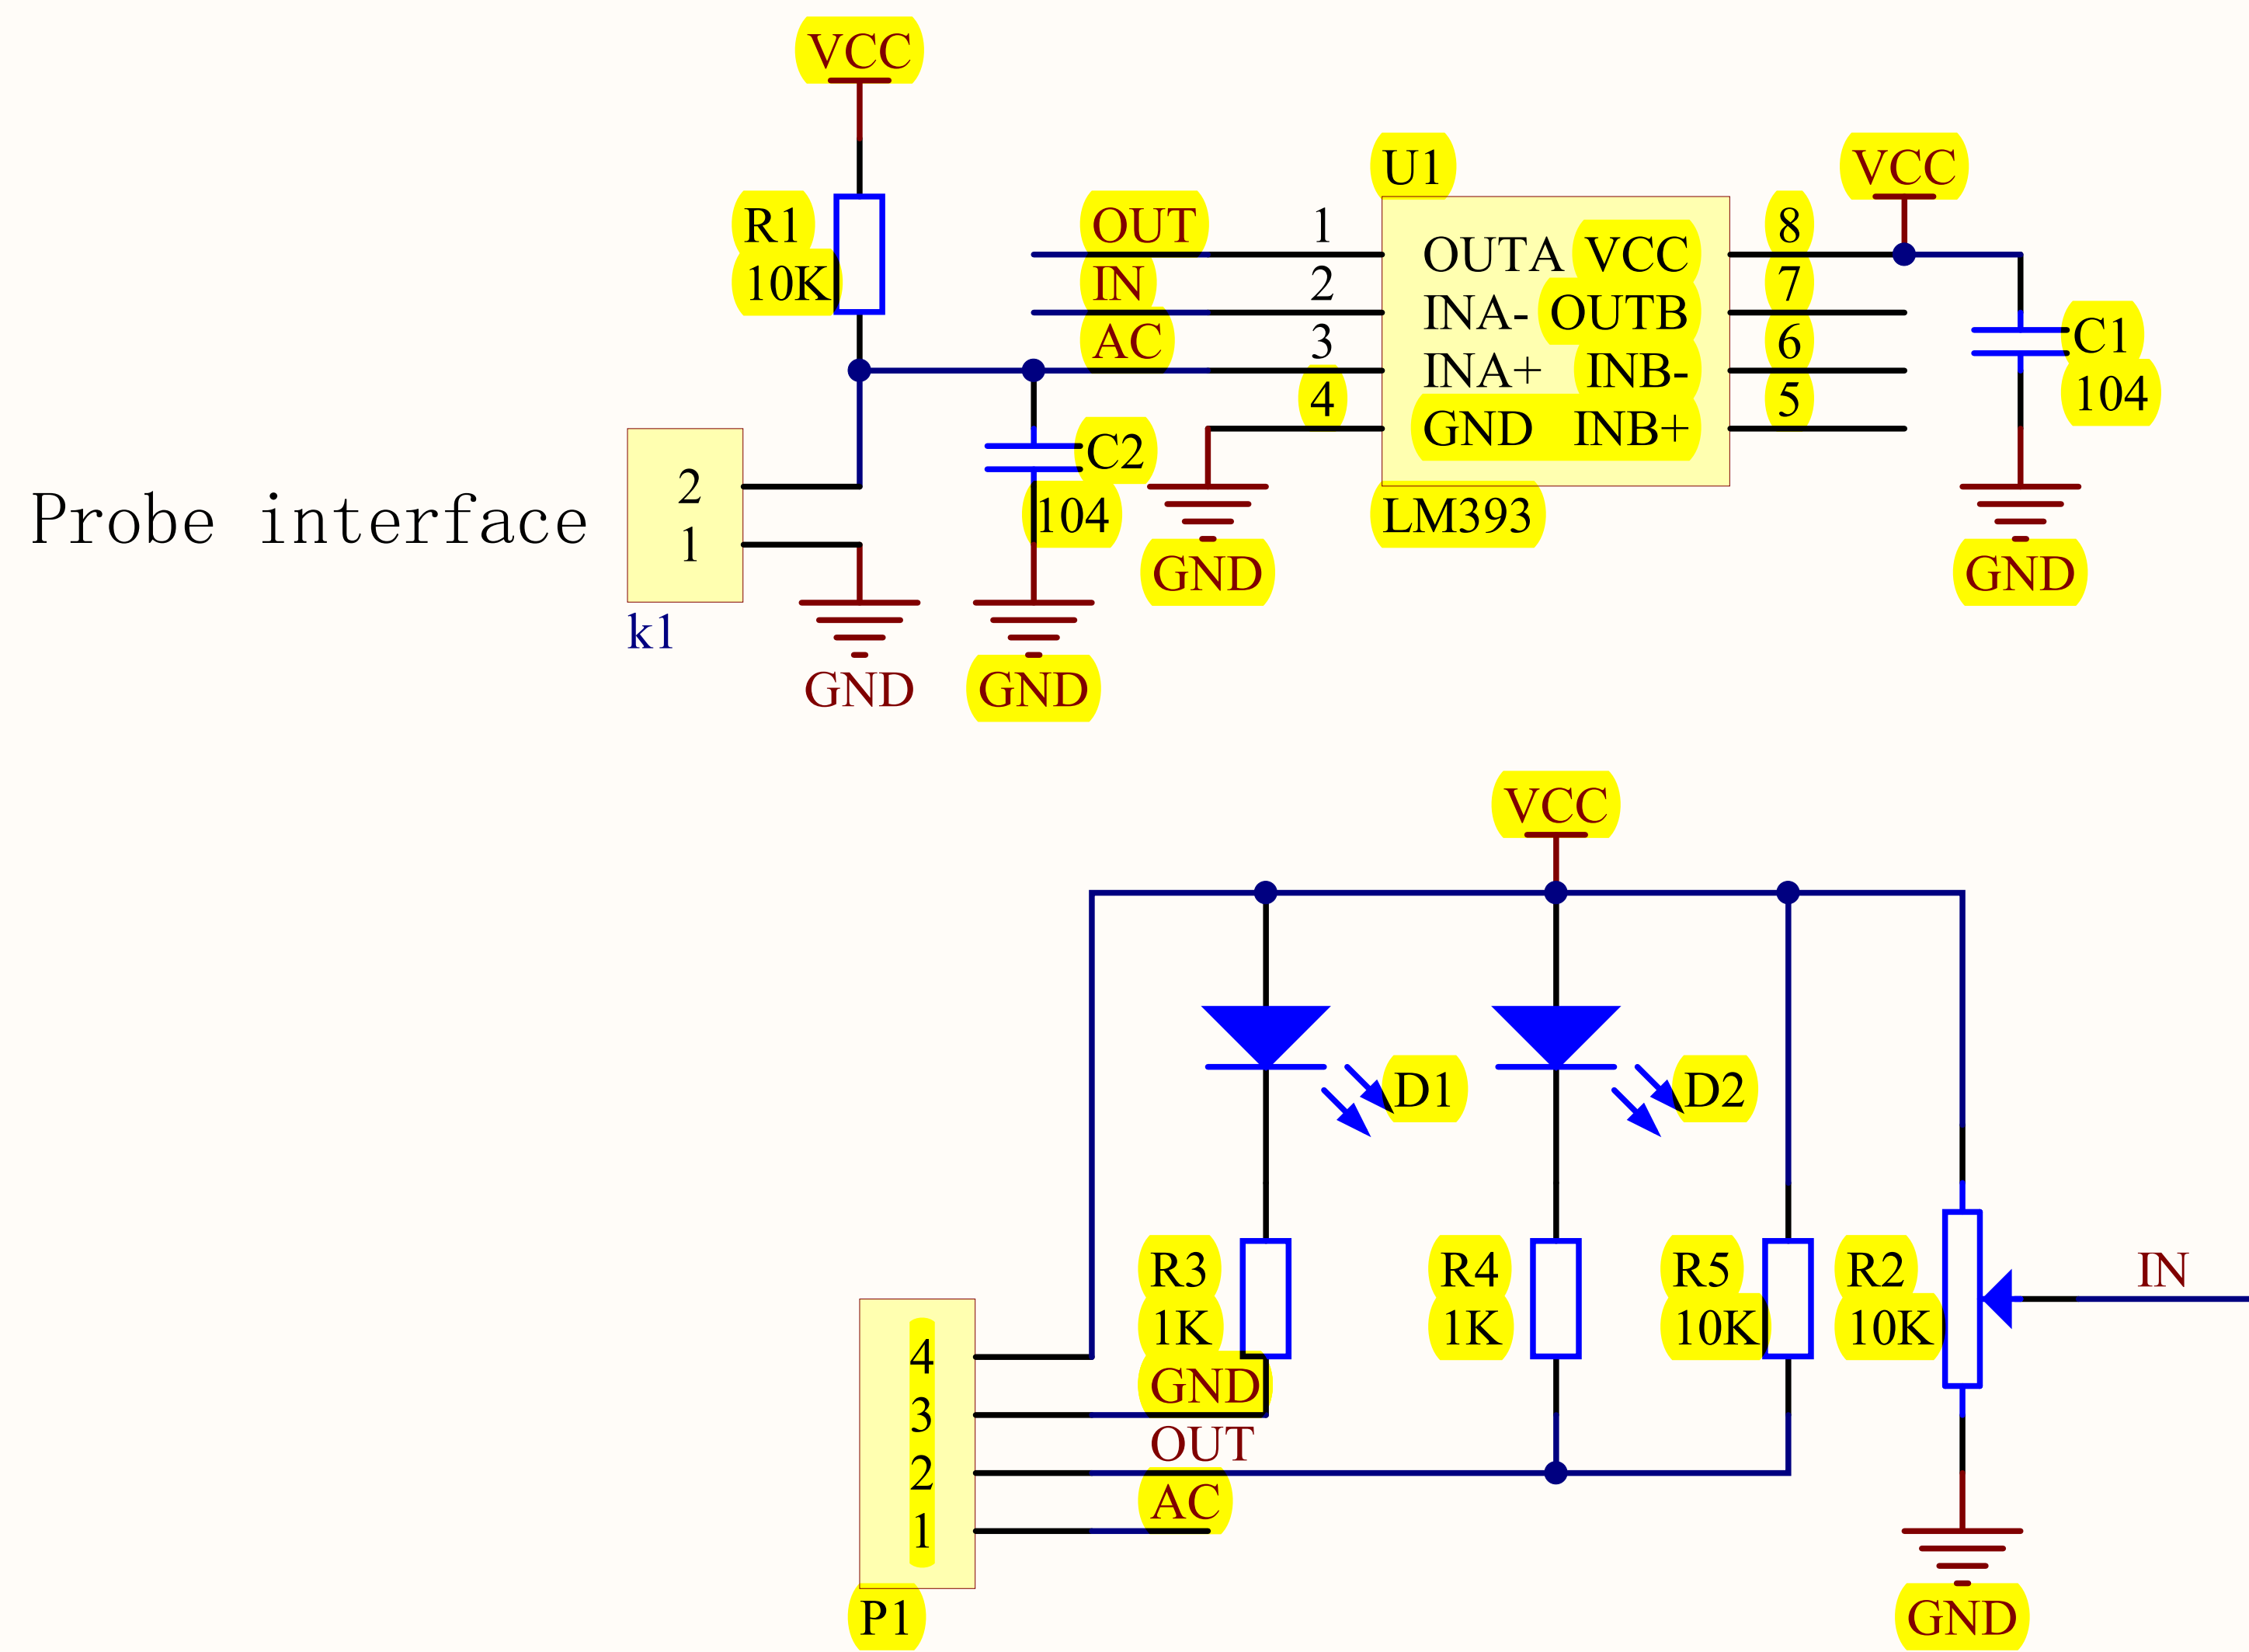 VCC
R1
10K
Probe interface
2
1
k1
GND
C2
104
GND
OUT
IN
AC
1
2
3
4
GND
U1
OUTA VCC
INA- OUTB
INA+ INB-
GND INB+
LM393
8
7
6
5
VCC
C1
104
GND
VCC
D1
D2
R3
1K
R4
1K
R5
10K
R2
10K
IN
4
3
2
1
P1
GND
OUT
AC
GND